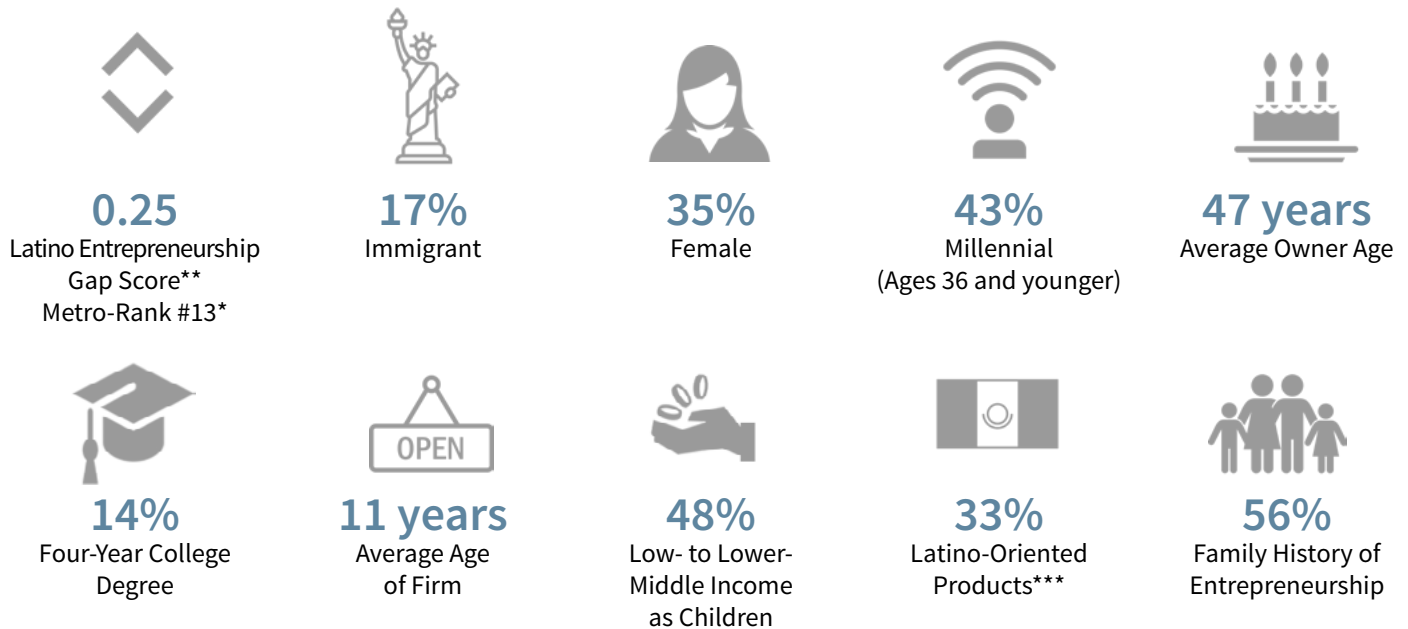 0.25
Latino Entrepreneurship
Gap Score**
Metro-Rank #13*
17%
Immigrant
35%
Female
43%
Millennial
(Ages 36 and younger)
47 years
Average Owner Age
14%
Four-Year College
Degree
OPEN
11 years
Average Age
of Firm
48%
Low- to Lower-
Middle Income
as Children
33%
Latino-Oriented
Products***
56%
Family History of
Entrepreneurship